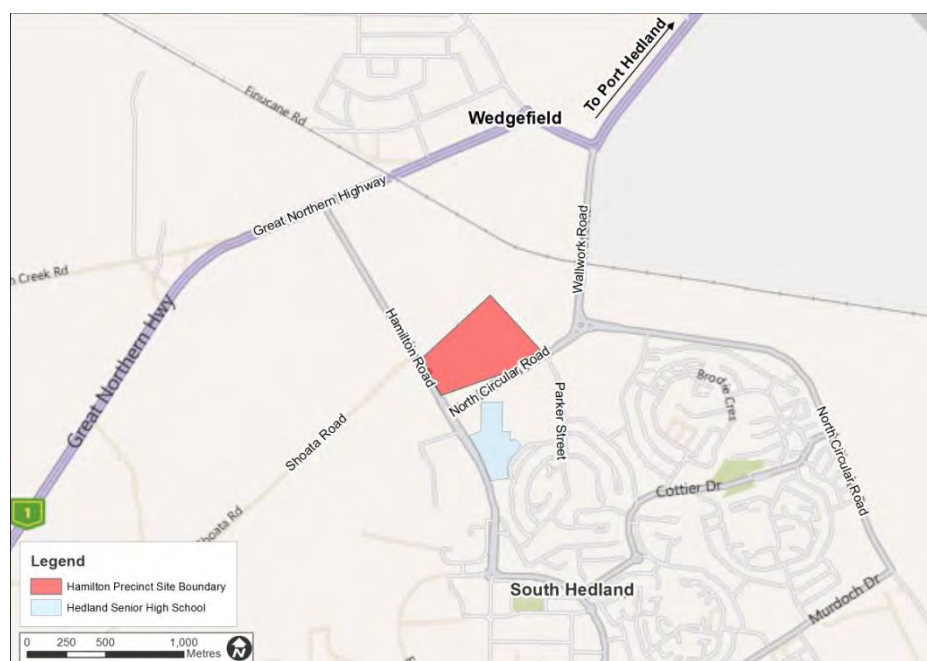 To Port Hedland
Finucane Rd
Wedgefield
Great Northern Highway
Wallwork Road
Creek Rd
Great Northern Hwy
Hamilton Road
North Circular Road
Brodie Cres
Parker Street
Shoata Road
North Circular Road
Cottier Dr
1
Shoata Rd
Legend
Hamilton Precinct Site Boundary
Hedland Senior High School
South Hedland
Murdoch Dr
0 250 500 1,000
Metres